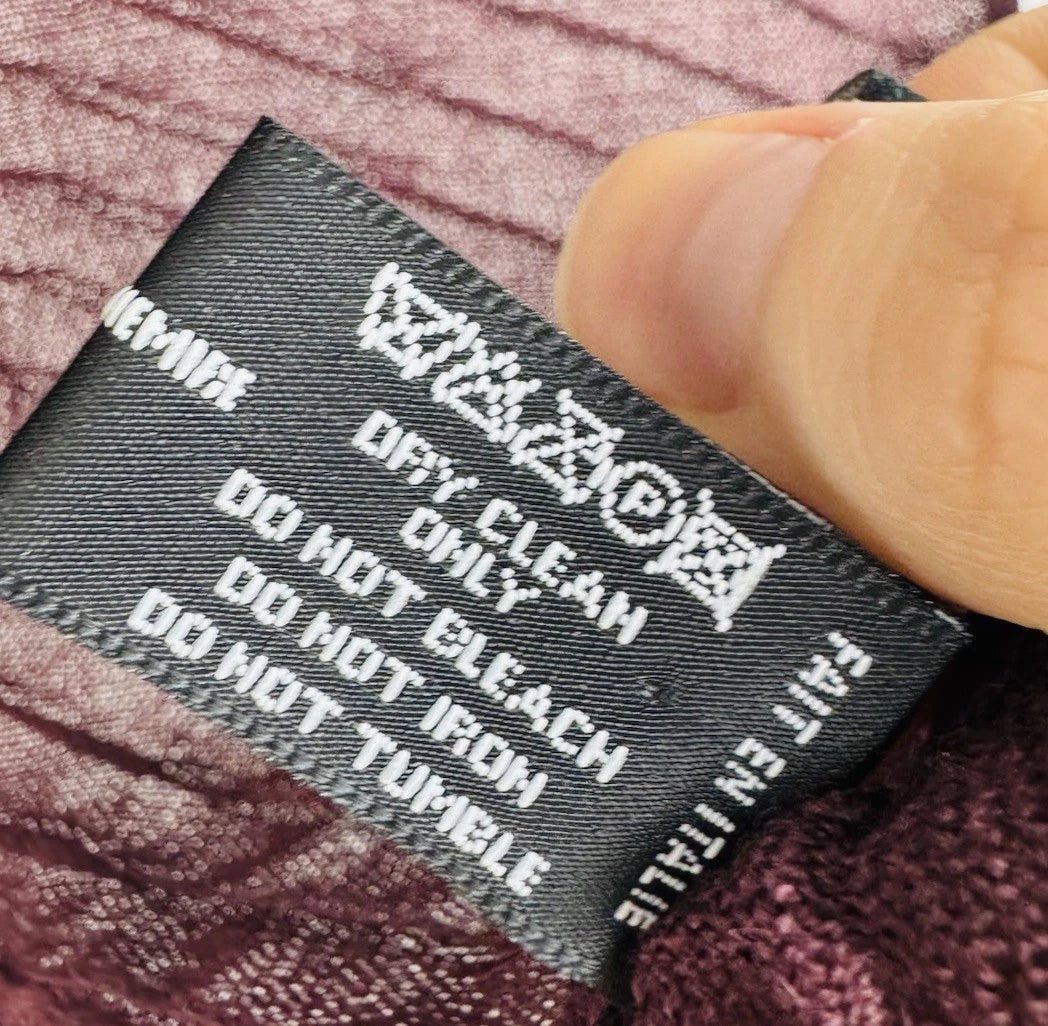 DRY CLEAN
ONLY
DO NOT BLEACH
DO NOT IRON
DO NOT TUMBLE
FAIT EN ITALIE